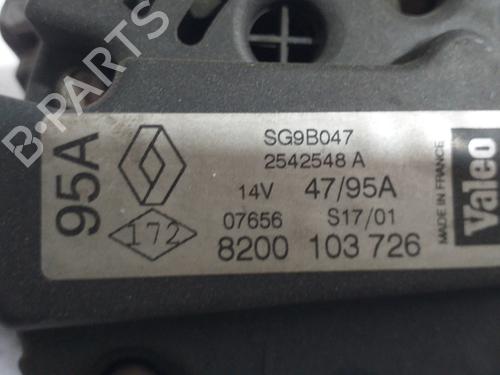 95A
SG9B047
2542548 A
14V 47/95A
172
07656 S17/01
8200 103 726
MADE IN FRANCE
Valeo
B-PARTS